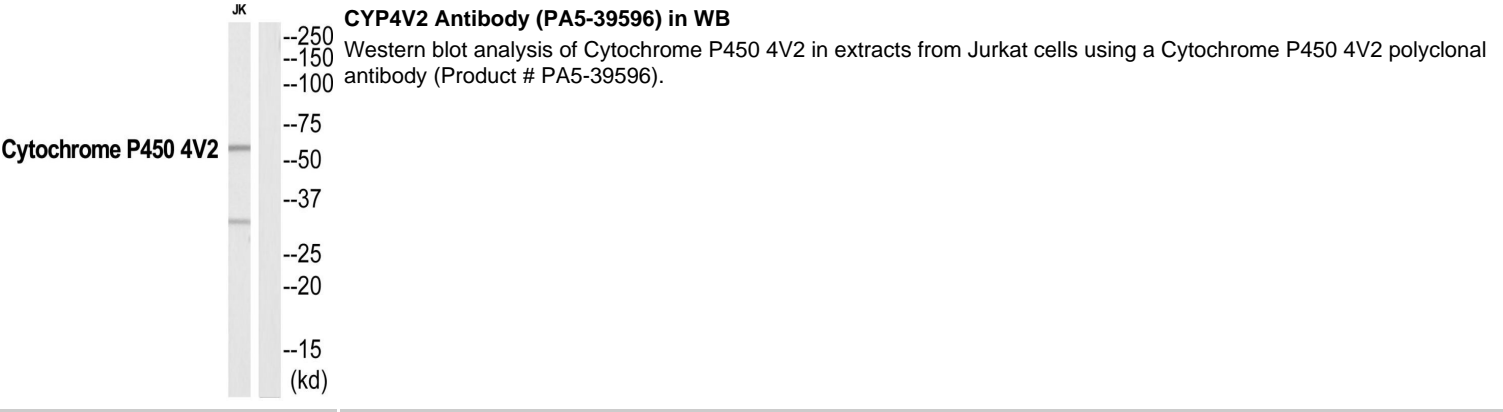 JK
Cytochrome P450 4V2
--250
--150
--100
--75
--50
--37
--25
--20
--15
(kd)
CYP4V2 Antibody (PA5-39596) in WB
Western blot analysis of Cytochrome P450 4V2 in extracts from Jurkat cells using a Cytochrome P450 4V2 polyclonal
antibody (Product # PA5-39596).